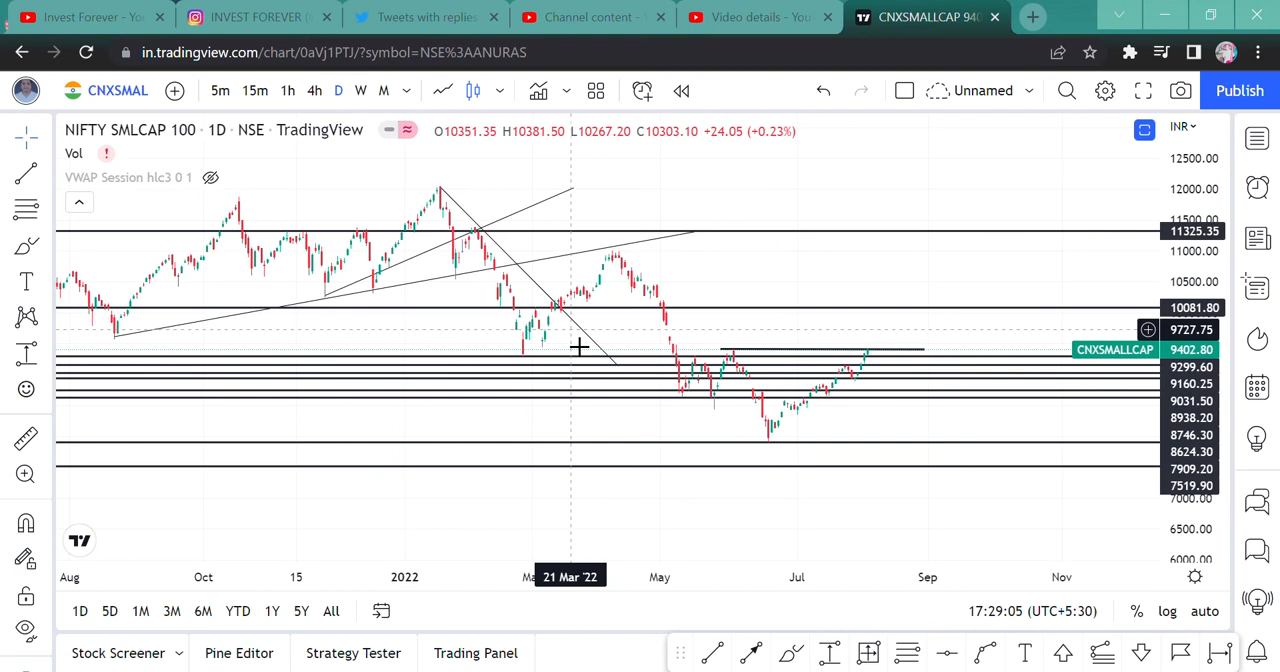 Invest Forever - Yo
INVEST FOREVER (
Tweets with replies
Channel content -
Video details - You
CNXSMALLCAP 940
in.tradingview.com/chart/0aVj1PTJ/?symbol=NSE%3AANURAS
CNXSMAL
5m 15m 1h 4h D W M
Unnamed
Publish
NIFTY SMLCAP 100 · 1D · NSE · TradingView
O10351.35 H10381.50 L10267.20 C10303.10 +24.05 (+0.23%)
INR
Vol
VWAP Session hlc3 0 1
12500.00
12000.00
11500.00
11325.35
11000.00
10500.00
10081.80
9727.75
CNXSMALLCAP 9402.80
9299.60
9160.25
9031.50
8938.20
8746.30
8624.30
7909.20
7519.90
7000.00
6500.00
6000.00
Aug Oct 15 2022 21 Mar '22 May Jul Sep Nov
1D 5D 1M 3M 6M YTD 1Y 5Y All
17:29:05 (UTC+5:30) % log auto
Stock Screener Pine Editor Strategy Tester Trading Panel